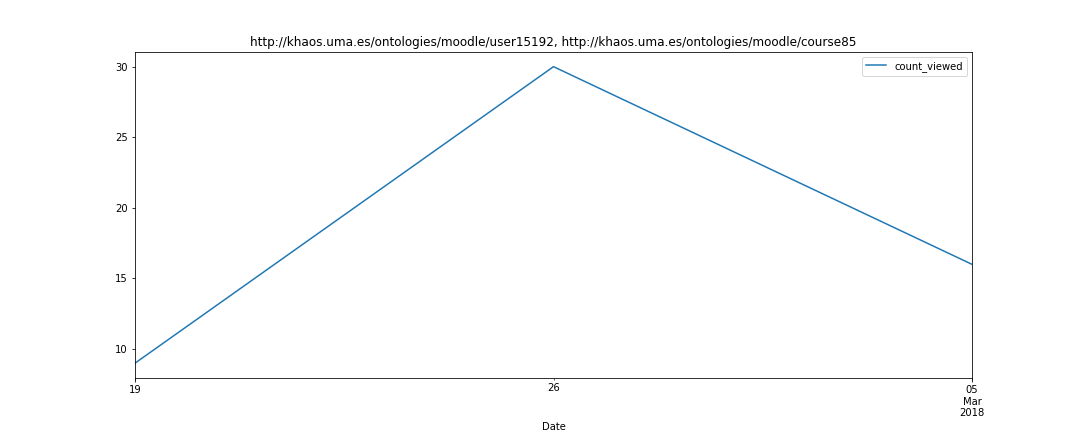 http://khaos.uma.es/ontologies/moodle/user15192, http://khaos.uma.es/ontologies/moodle/course85
count_viewed
30
25
20
15
10
19
26
05
Mar
2018
Date